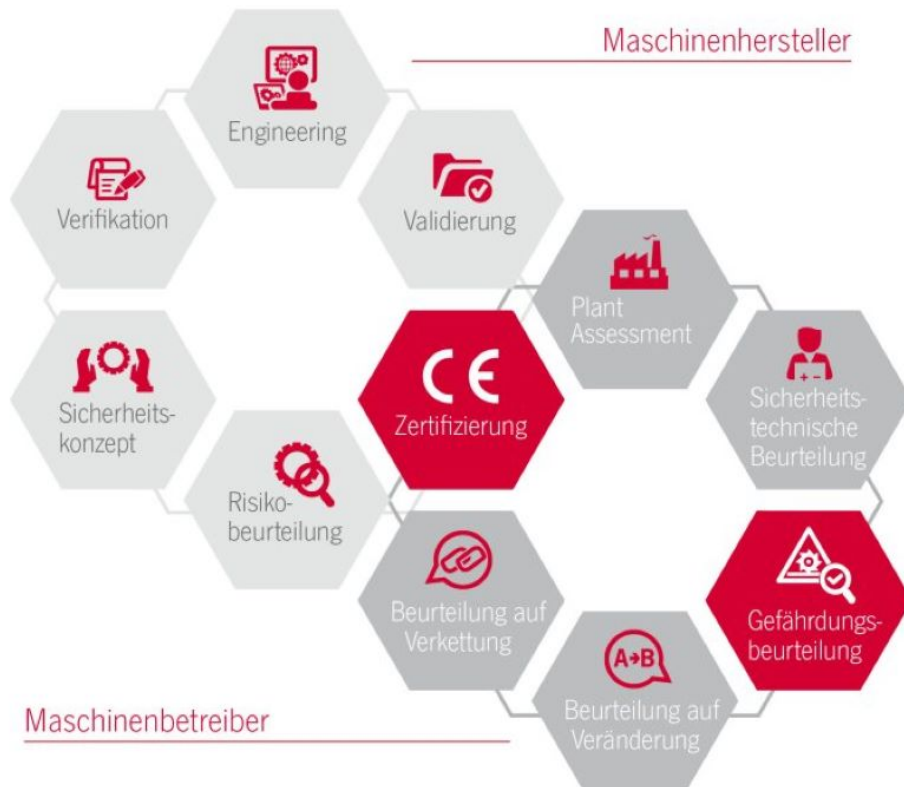 Maschinenhersteller
Engineering
Verifikation
Validierung
Plant
Assessment
Sicherheits-
konzept
CE
Zertifizierung
Sicherheits-
technische
Beurteilung
Risiko-
beurteilung
Beurteilung auf
Verkettung
Gefährdungs-
beurteilung
A→B
Beurteilung auf
Veränderung
Maschinenbetreiber